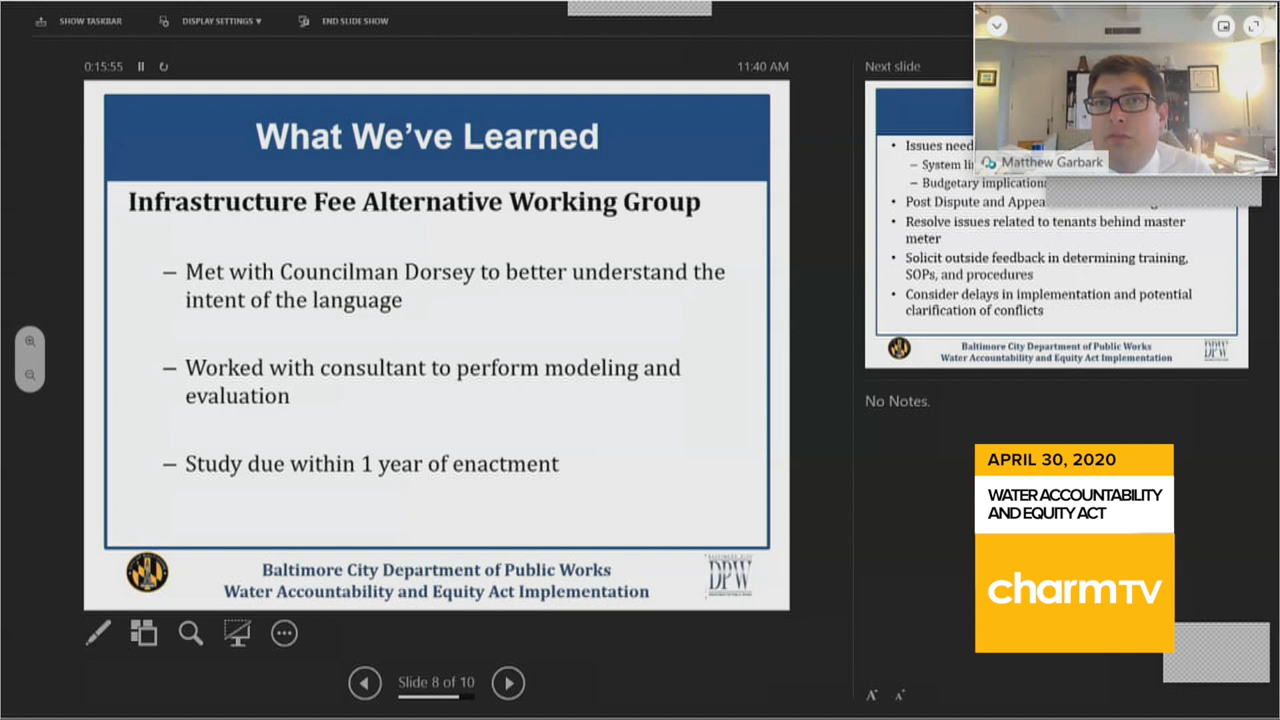 SHOW TASKBAR
DISPLAY SETTINGS ▼
END SLIDE SHOW
0:15:55
11:40 AM
What We've Learned
Infrastructure Fee Alternative Working Group
– Met with Councilman Dorsey to better understand the
intent of the language
– Worked with consultant to perform modeling and
evaluation
– Study due within 1 year of enactment
Baltimore City Department of Public Works
Water Accountability and Equity Act Implementation
DPW
Slide 8 of 10
Next slide
• Issues need
– System li
– Budgetary implications
• Post Dispute and Appea
• Resolve issues related to tenants behind master
meter
• Solicit outside feedback in determining training,
SOPs, and procedures
• Consider delays in implementation and potential
clarification of conflicts
Baltimore City Department of Public Works
Water Accountability and Equity Act Implementation
DPW
Matthew Garbark
No Notes.
APRIL 30, 2020
WATER ACCOUNTABILITY
AND EQUITY ACT
charmTV
A A